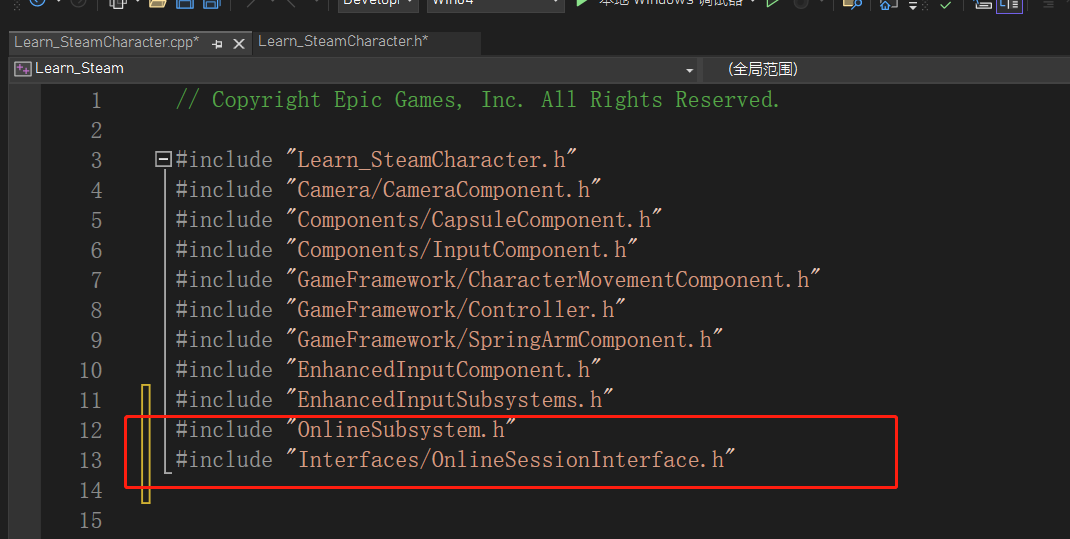 本地 Windows 调试器
Learn_SteamCharacter.cpp* Learn_SteamCharacter.h*
Learn_Steam (全局范围)
1 // Copyright Epic Games, Inc. All Rights Reserved.
2
3 #include "Learn_SteamCharacter.h"
4 #include "Camera/CameraComponent.h"
5 #include "Components/CapsuleComponent.h"
6 #include "Components/InputComponent.h"
7 #include "GameFramework/CharacterMovementComponent.h"
8 #include "GameFramework/Controller.h"
9 #include "GameFramework/SpringArmComponent.h"
10 #include "EnhancedInputComponent.h"
11 #include "EnhancedInputSubsystems.h"
12 #include "OnlineSubsystem.h"
13 #include "Interfaces/OnlineSessionInterface.h"
14
15